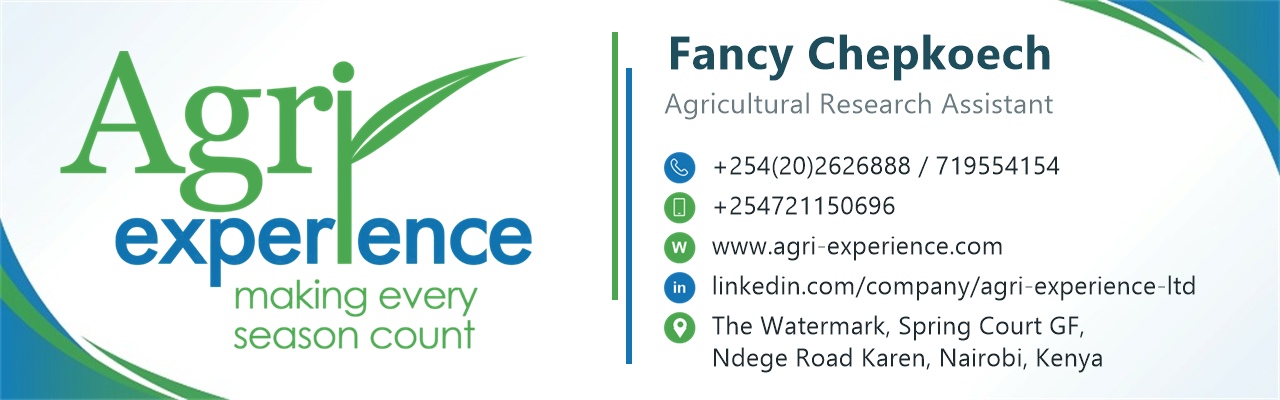 Agri
experience
making every
season count
Fancy Chepkoech
Agricultural Research Assistant
+254(20)2626888 / 719554154
+254721150696
W www.agri-experience.com
in linkedin.com/company/agri-experience-ltd
The Watermark, Spring Court GF,
Ndege Road Karen, Nairobi, Kenya